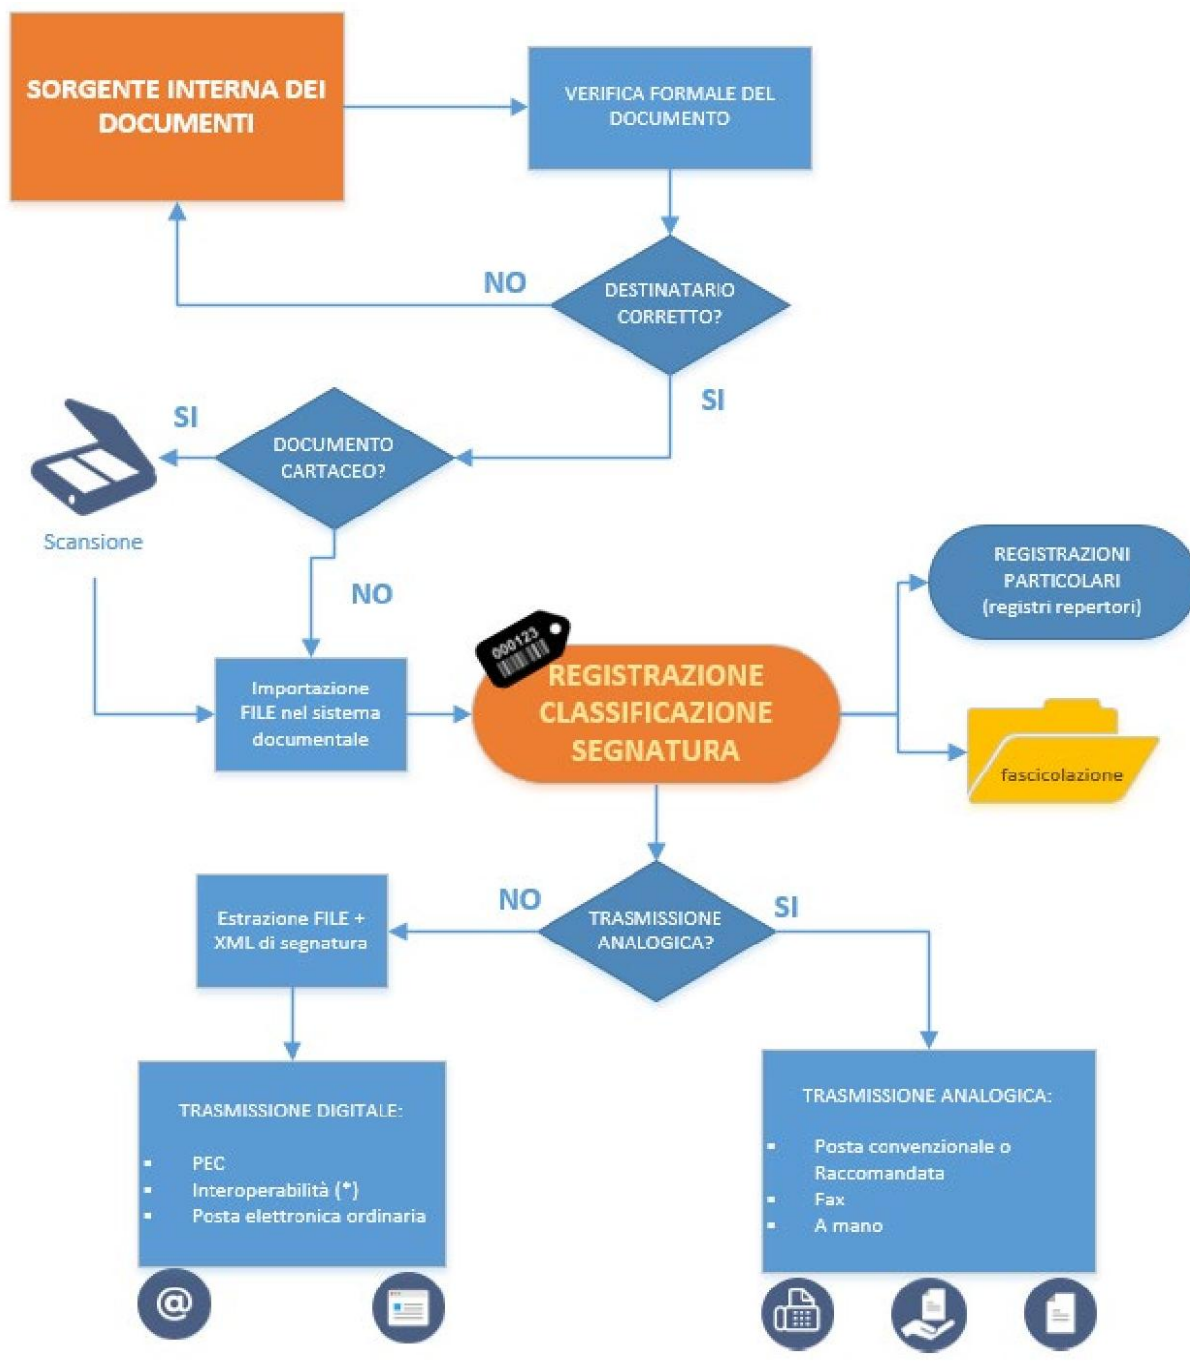 SORGENTE INTERNA DEI
DOCUMENTI
VERIFICA FORMALE DEL
DOCUMENTO
NO
DESTINATARIO
CORRETTO?
SI
SI
DOCUMENTO
CARTACEO?
Scansione
NO
REGISTRAZIONI
PARTICOLARI
(registri repertori)
000123
Importazione
FILE nel sistema
documentale
REGISTRAZIONE
CLASSIFICAZIONE
SEGNATURA
fascicolazione
NO
SI
Estrazione FILE +
XML di segnatura
TRASMISSIONE
ANALOGICA?
TRASMISSIONE DIGITALE:
▪ PEC
▪ Interoperabilità (*)
▪ Posta elettronica ordinaria
@
TRASMISSIONE ANALOGICA:
▪ Posta convenzionale o
Raccomandata
▪ Fax
▪ A mano